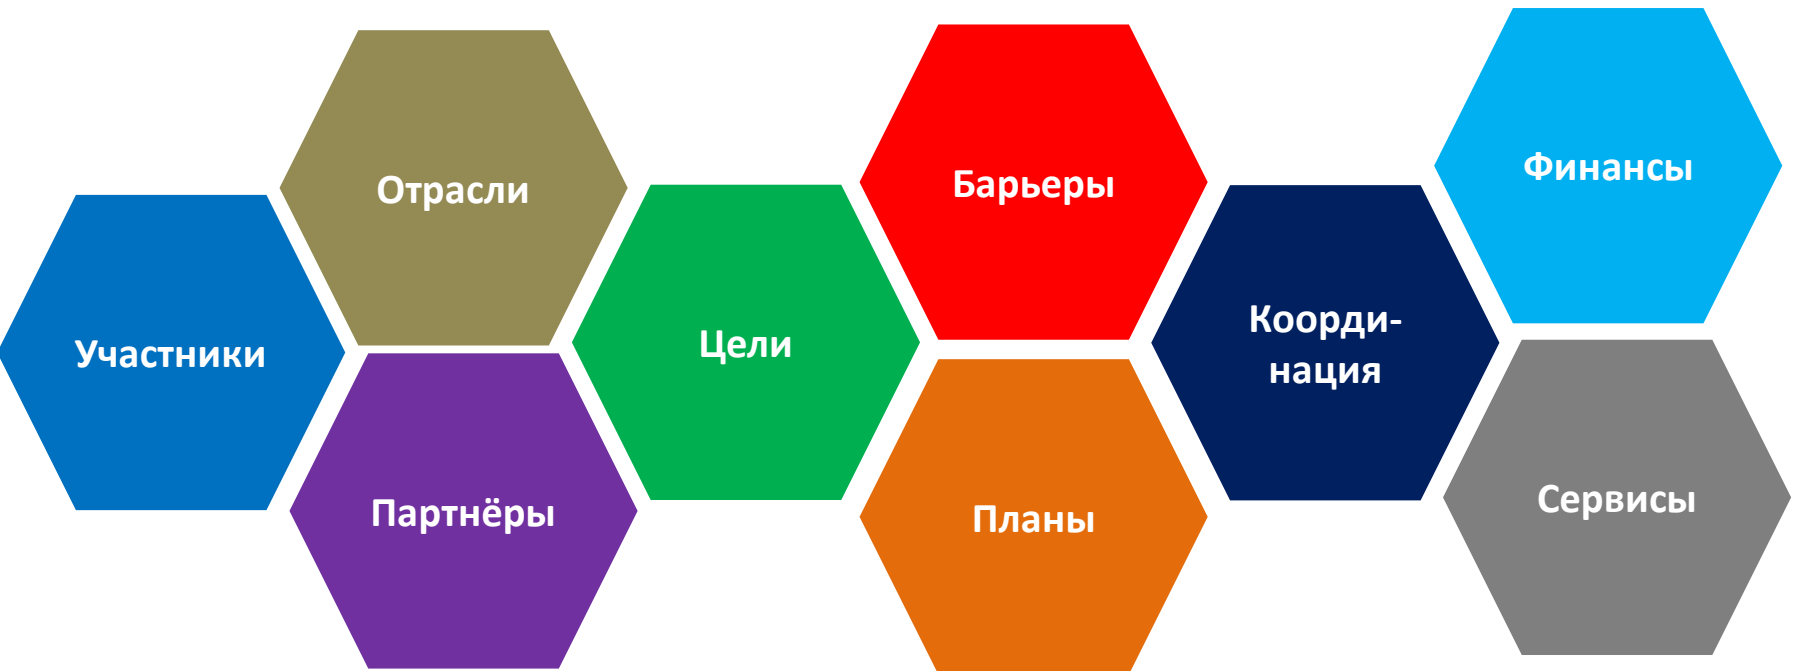 Участники
Отрасли
Партнёры
Цели
Барьеры
Планы
Коорди-
нация
Финансы
Сервисы